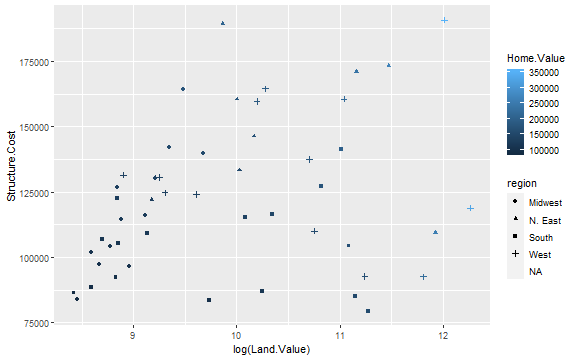 Structure.Cost
175000
150000
125000
100000
75000
9
10
11
12
log(Land.Value)
Home.Value
350000
300000
250000
200000
150000
100000
region
Midwest
N. East
South
West
NA